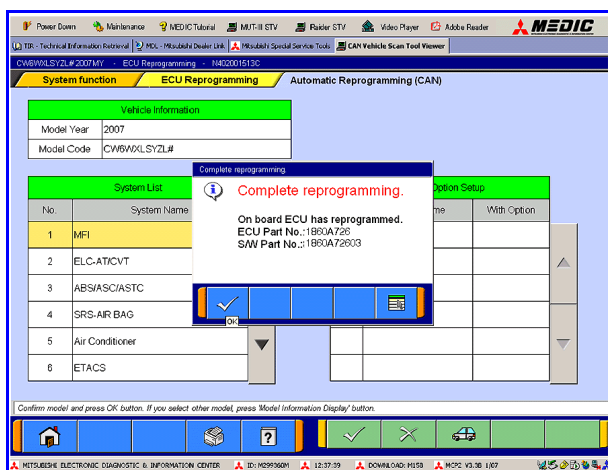 Power Down Maintenance MEDIC Tutorial MUT-III STV Raider STV Video Player Adobe Reader MEDIC
TIR - Technical Information Retrieval MDL - Mitsubishi Dealer Link Mitsubishi Special Service Tools CAN Vehicle Scan Tool Viewer
CW6WXLSYZL# 2007MY - ECU Reprogramming - N402001513C
System function ECU Reprogramming Automatic Reprogramming (CAN)
Vehicle Information
Model Year 2007
Model Code CW6WXLSYZL#
Complete reprogramming.
Complete reprogramming.
On board ECU has reprogrammed.
ECU Part No.:1860A726
S/W Part No.:1860A72603
OK
System List Option Setup
No. System Name me With Option
1 MFI
2 ELC-AT/CVT
3 ABS/ASC/ASTC
4 SRS-AIR BAG
5 Air Conditioner
6 ETACS
Confirm model and press OK button. If you select other model, press 'Model Information Display' button.
MITSUBISHI ELECTRONIC DIAGNOSTIC & INFORMATION CENTER ID: M299360M 12:37:39 DOWNLOAD: M158 MCP2 V3.38 1/07